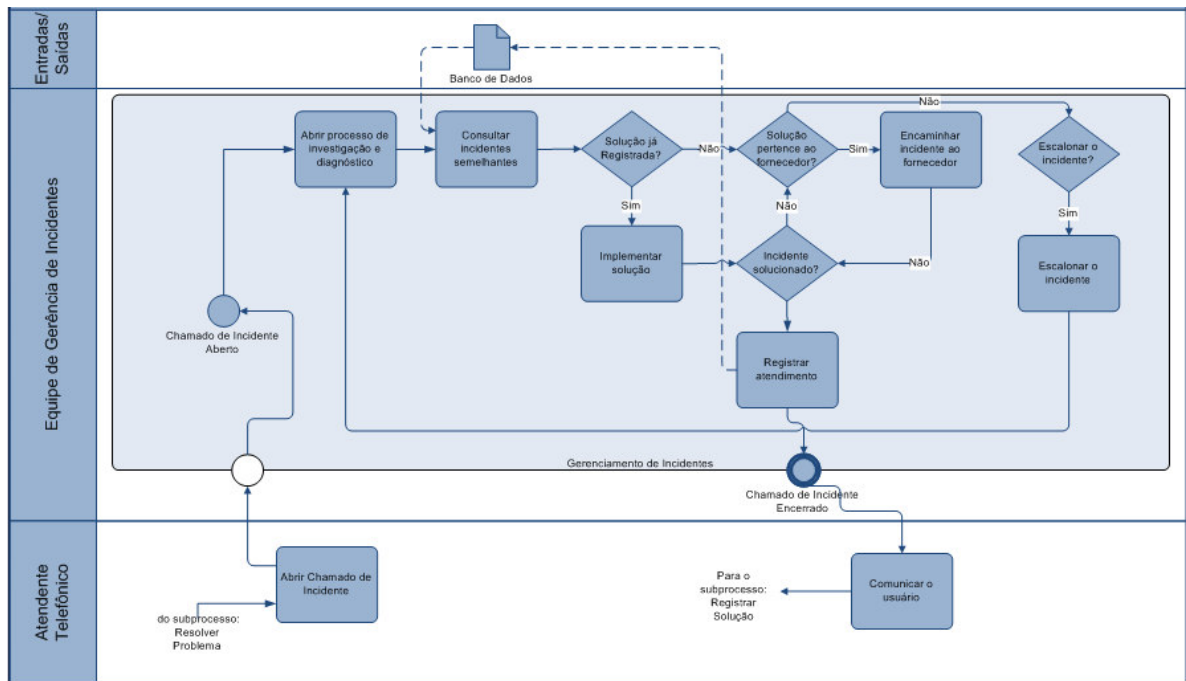 Entradas/
Saídas
Banco de Dados
Equipe de Gerência de Incidentes
Abrir processo de
investigação e
diagnóstico
Consultar
incidentes
semelhantes
Solução já
Registrada?
Não
Solução
pertence ao
fornecedor?
Sim
Encaminhar
incidente ao
fornecedor
Não
Escalonar o
incidente?
Sim
Não
Sim
Implementar
solução
Incidente
solucionado?
Não
Escalonar o
incidente
Chamado de Incidente
Aberto
Registrar
atendimento
Gerenciamento de Incidentes
Chamado de Incidente
Encerrado
Atendente
Telefônico
Abrir Chamado de
Incidente
do subprocesso:
Resolver
Problema
Para o
subprocesso:
Registrar
Solução
Comunicar o
usuário